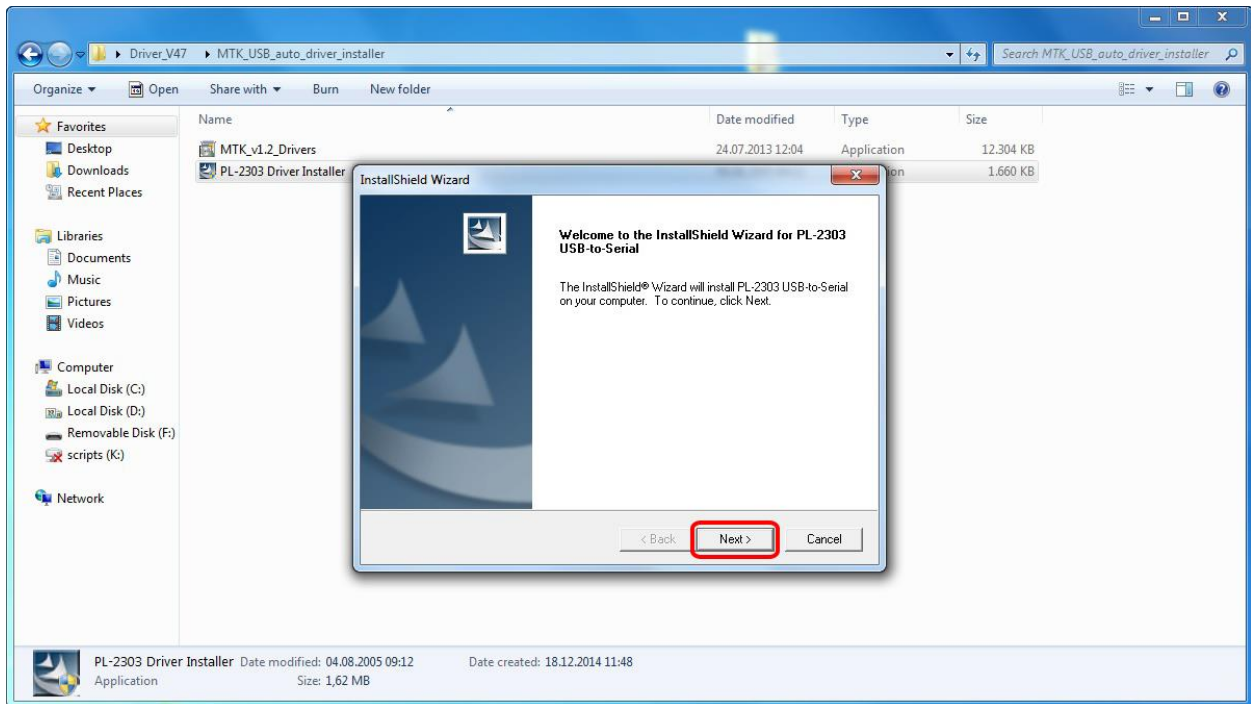 Driver_V47 MTK_USB_auto_driver_installer
Search MTK_USB_auto_driver_installer
Organize Open Share with Burn New folder
Favorites
Desktop
Downloads
Recent Places
Libraries
Documents
Music
Pictures
Videos
Computer
Local Disk (C:)
Local Disk (D:)
Removable Disk (F:)
scripts (K:)
Network
Name Date modified Type Size
MTK_v1.2_Drivers 24.07.2013 12:04 Application 12.304 KB
PL-2303 Driver Installer 1.660 KB
InstallShield Wizard
Welcome to the InstallShield Wizard for PL-2303
USB-to-Serial
The InstallShield® Wizard will install PL-2303 USB-to-Serial
on your computer. To continue, click Next.
< Back Next > Cancel
PL-2303 Driver Installer Date modified: 04.08.2005 09:12 Date created: 18.12.2014 11:48
Application Size: 1,62 MB